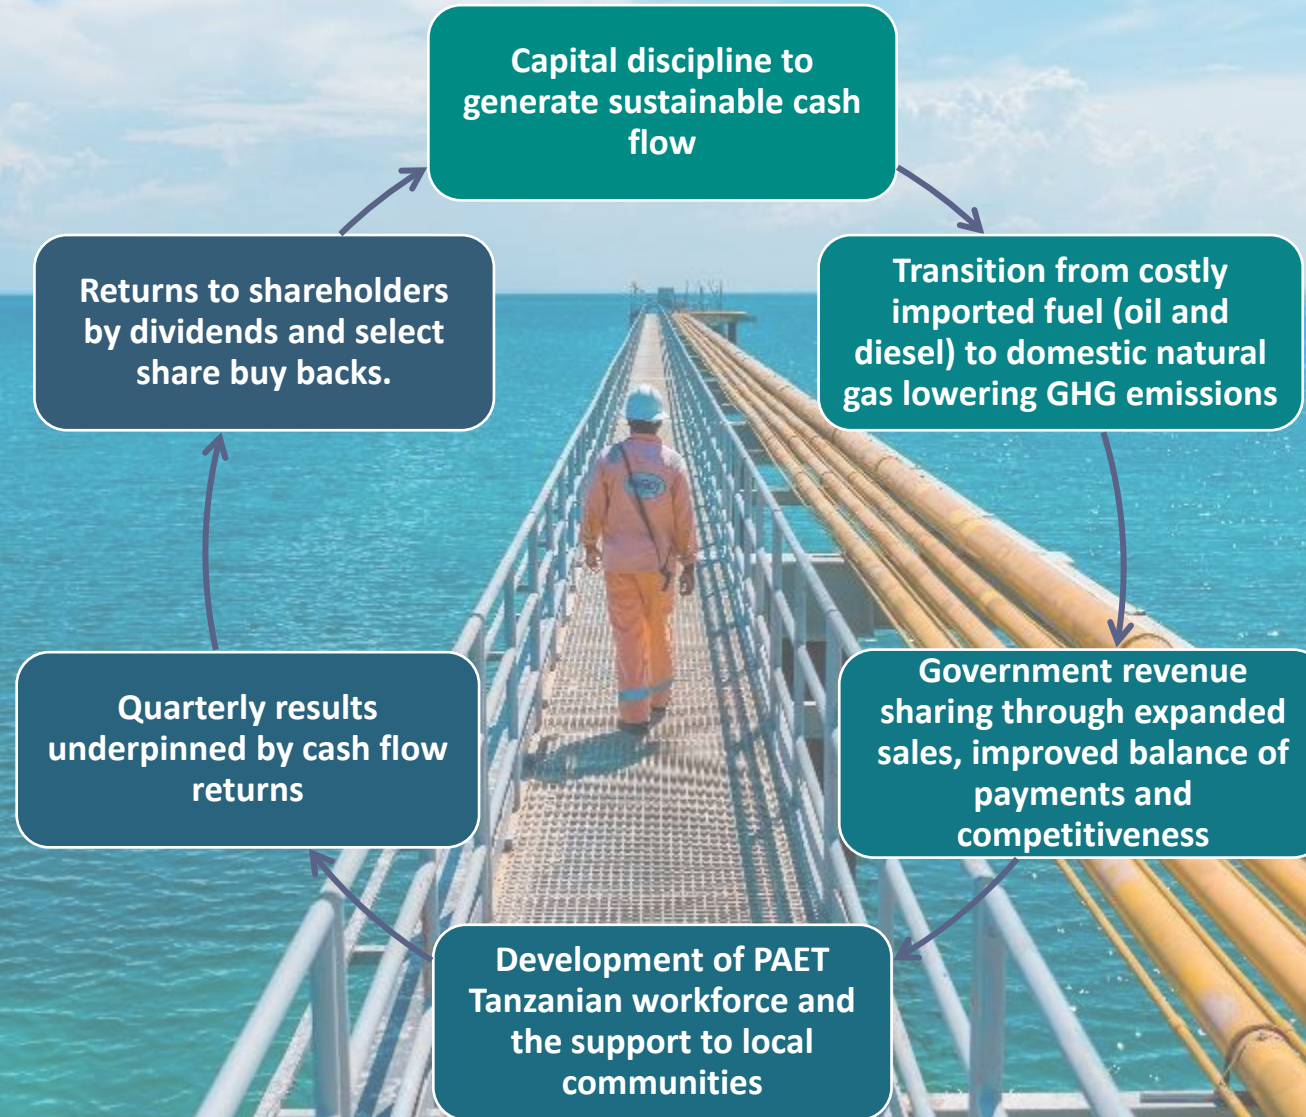 Capital discipline to
generate sustainable cash
flow
Transition from costly
imported fuel (oil and
diesel) to domestic natural
gas lowering GHG emissions
Government revenue
sharing through expanded
sales, improved balance of
payments and
competitiveness
Development of PAET
Tanzanian workforce and
the support to local
communities
Quarterly results
underpinned by cash flow
returns
Returns to shareholders
by dividends and select
share buy backs.